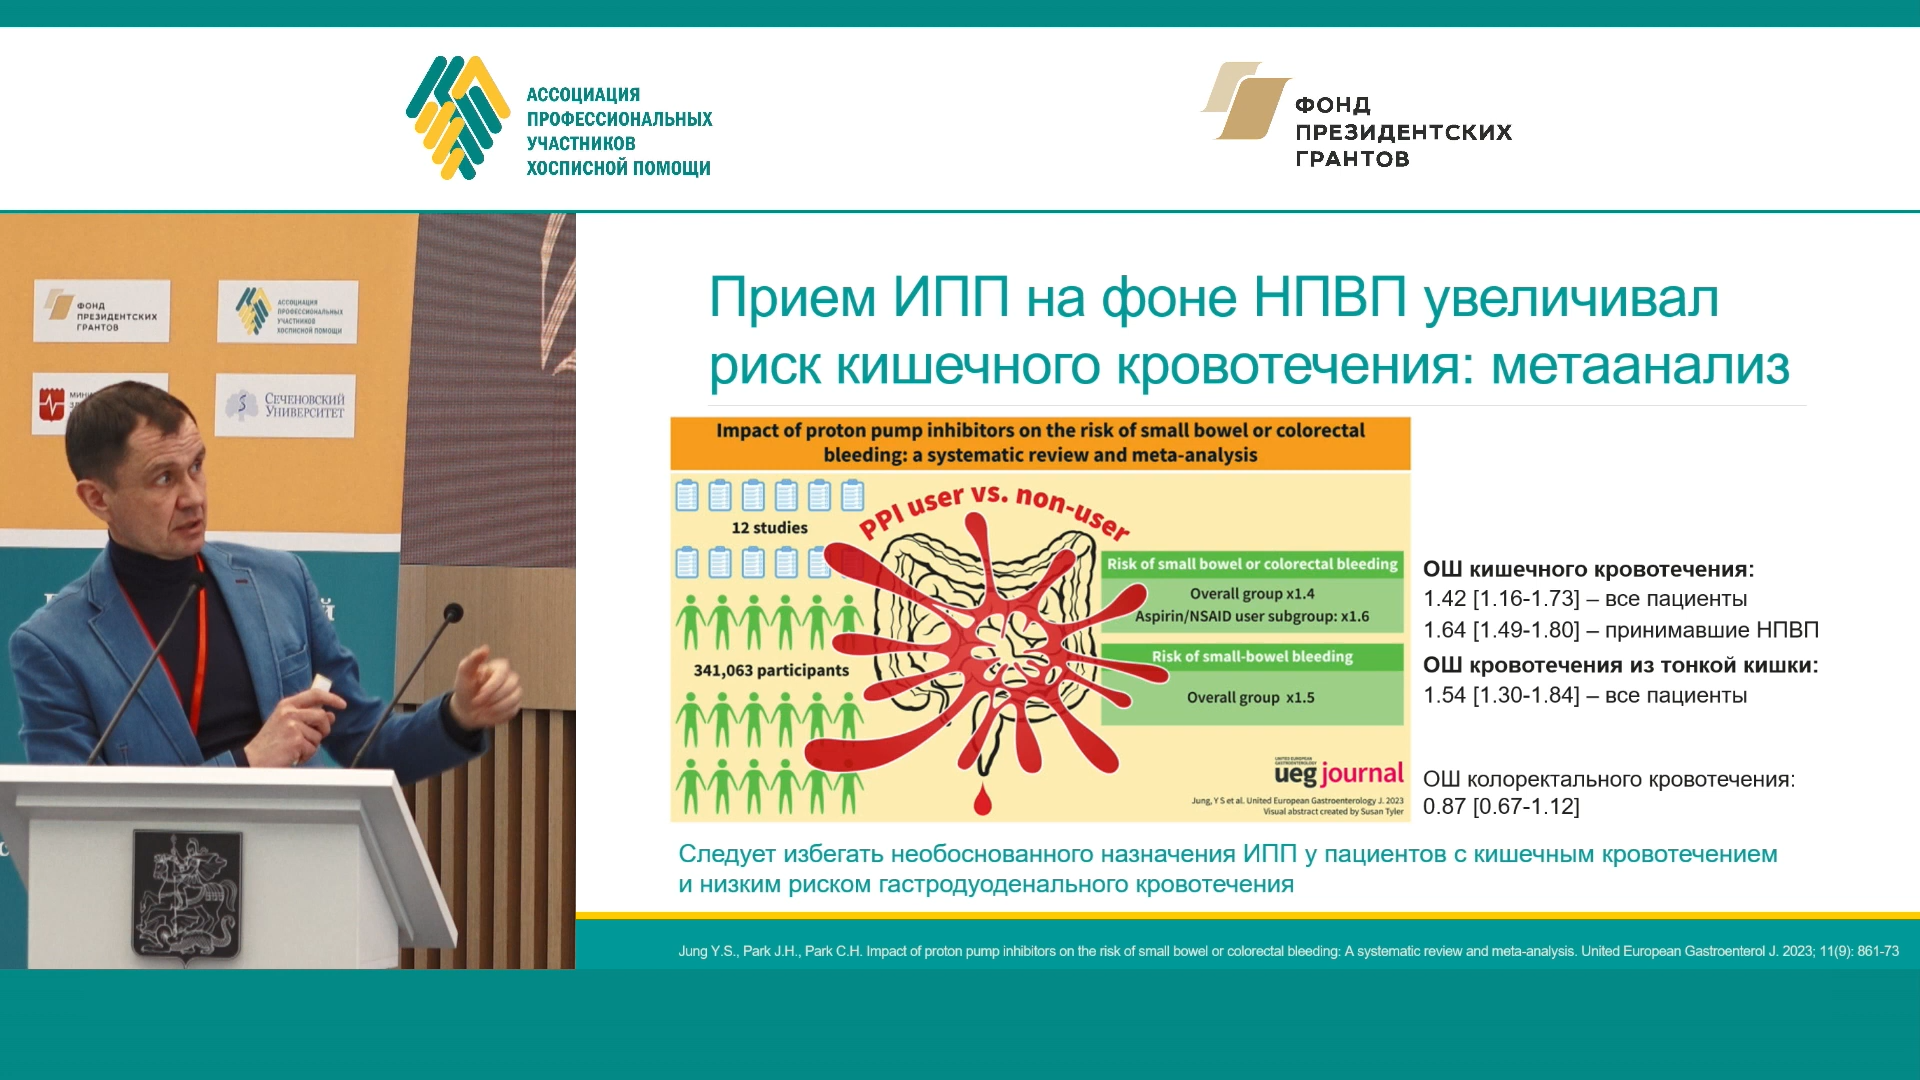 АССОЦИАЦИЯ
ПРОФЕССИОНАЛЬНЫХ
УЧАСТНИКОВ
ХОСПИСНОЙ ПОМОЩИ
ФОНД
ПРЕЗИДЕНТСКИХ
ГРАНТОВ
ФОНД
ПРЕЗИДЕНТСКИХ
ГРАНТОВ
АССОЦИАЦИЯ
ПРОФЕССИОНАЛЬНЫХ
УЧАСТНИКОВ
ХОСПИСНОЙ ПОМОЩИ
СЕЧЕНОВСКИЙ
УНИВЕРСИТЕТ
Прием ИПП на фоне НПВП увеличивал
риск кишечного кровотечения: метаанализ
Impact of proton pump inhibitors on the risk of small bowel or colorectal
bleeding: a systematic review and meta-analysis
PPI user vs. non-user
12 studies
341,063 participants
Risk of small bowel or colorectal bleeding
Overall group x1.4
Aspirin/NSAID user subgroup: x1.6
Risk of small-bowel bleeding
Overall group x1.5
UNITED EUROPEAN
GASTROENTEROLOGY
ueg journal
Jung, Y S et al. United European Gastroenterology J. 2023
Visual abstract created by Susan Tyler
ОШ кишечного кровотечения:
1.42 [1.16-1.73] – все пациенты
1.64 [1.49-1.80] – принимавшие НПВП
ОШ кровотечения из тонкой кишки:
1.54 [1.30-1.84] – все пациенты
ОШ колоректального кровотечения:
0.87 [0.67-1.12]
Следует избегать необоснованного назначения ИПП у пациентов с кишечным кровотечением
и низким риском гастродуоденального кровотечения
Jung Y.S., Park J.H., Park C.H. Impact of proton pump inhibitors on the risk of small bowel or colorectal bleeding: A systematic review and meta-analysis. United European Gastroenterol J. 2023; 11(9): 861-73